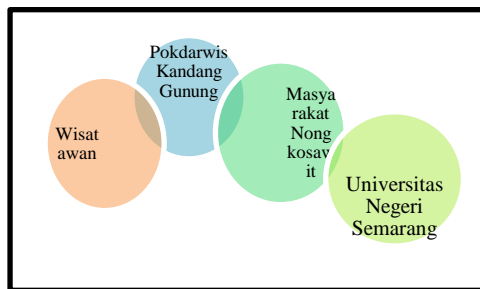 Wisat
awan
Pokdarwis
Kandang
Gunung
Masya
rakat
Nong
kosaw
it
Universitas
Negeri
Semarang